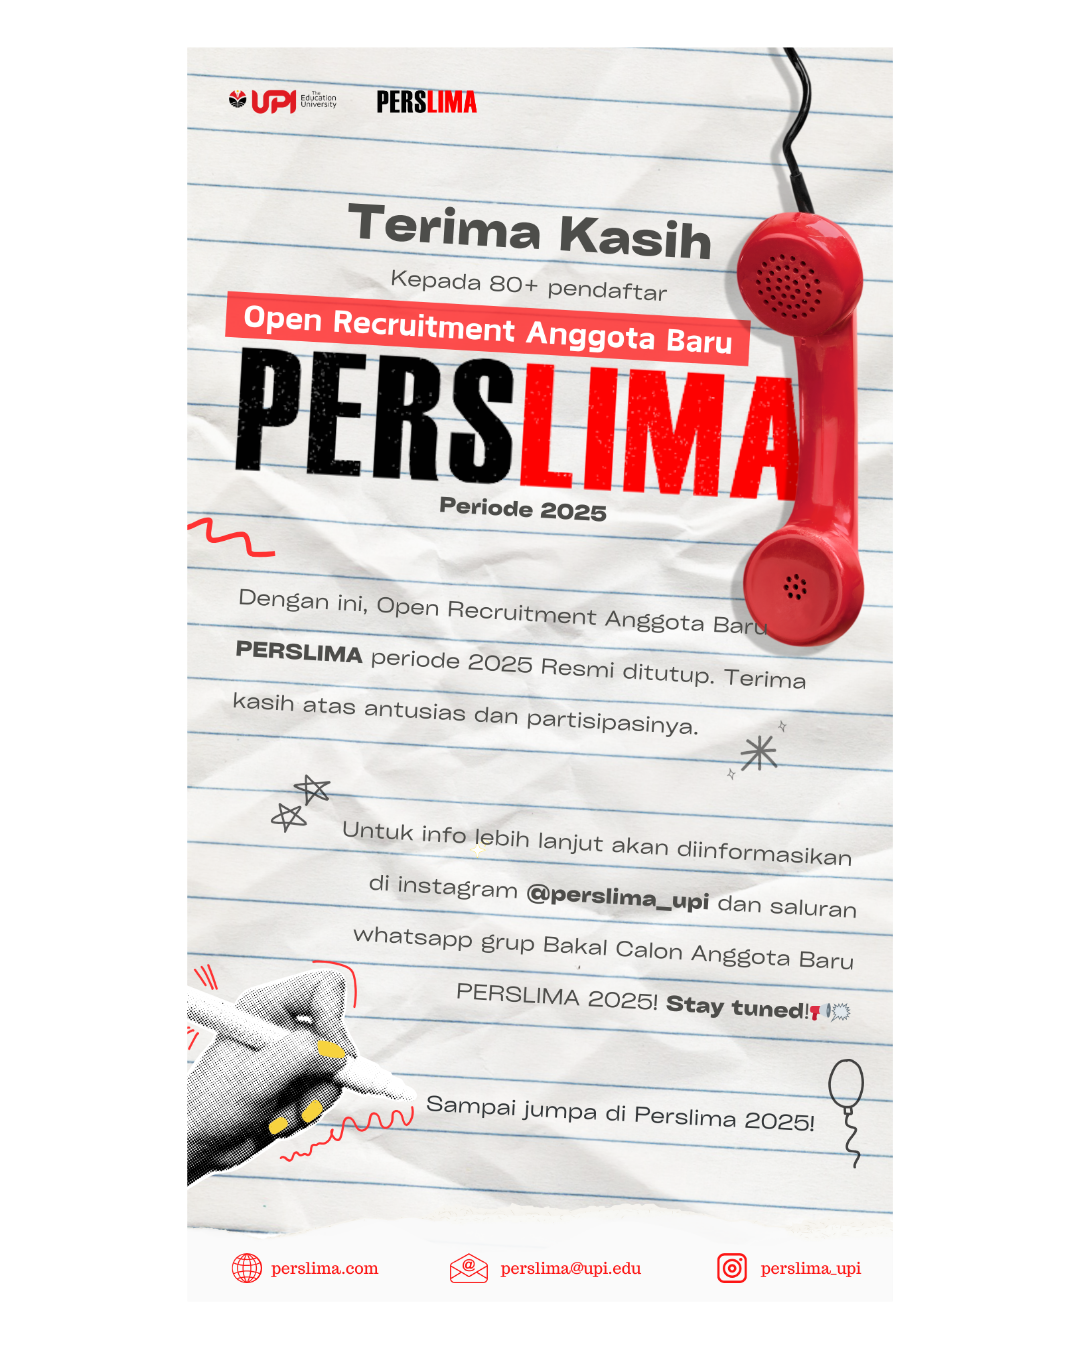 UPI The Education University
PERSLIMA
Terima Kasih
Kepada 80+ pendaftar
Open Recruitment Anggota Baru
PERSLIMA
Periode 2025
Dengan ini, Open Recruitment Anggota Baru
PERSLIMA periode 2025 Resmi ditutup. Terima
kasih atas antusias dan partisipasinya.
Untuk info lebih lanjut akan diinformasikan
di instagram @perslima_upi dan saluran
whatsapp grup Bakal Calon Anggota Baru
PERSLIMA 2025! Stay tuned!
Sampai jumpa di Perslima 2025!
perslima.com
perslima@upi.edu
perslima_upi